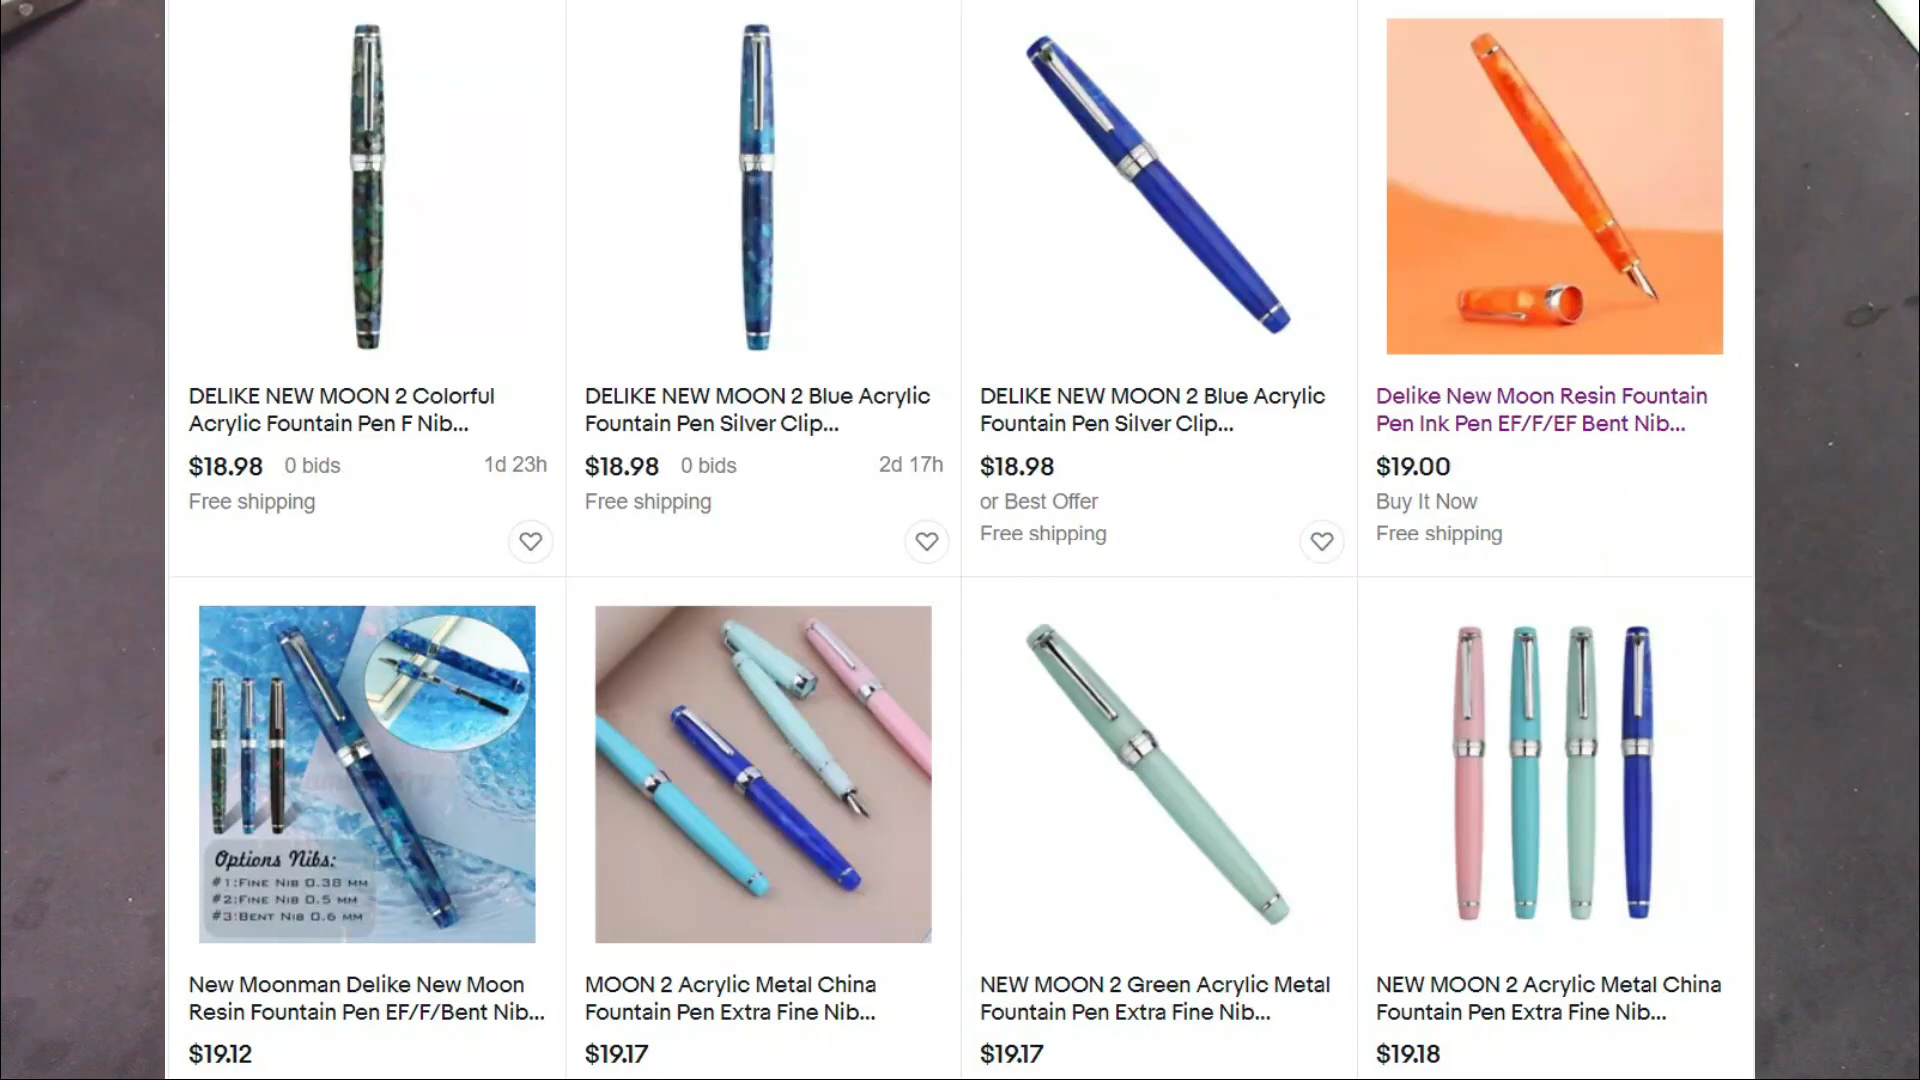 DELIKE NEW MOON 2 Colorful
Acrylic Fountain Pen F Nib...
$18.98 0 bids 1d 23h
Free shipping
DELIKE NEW MOON 2 Blue Acrylic
Fountain Pen Silver Clip...
$18.98 0 bids 2d 17h
Free shipping
DELIKE NEW MOON 2 Blue Acrylic
Fountain Pen Silver Clip...
$18.98
or Best Offer
Free shipping
Delike New Moon Resin Fountain
Pen Ink Pen EF/F/EF Bent Nib...
$19.00
Buy It Now
Free shipping
Options Nibs:
#1:FINE NIB 0.38 MM
#2:FINE NIB 0.5 MM
#3:BENT NIB 0.6 MM
New Moonman Delike New Moon
Resin Fountain Pen EF/F/Bent Nib...
$19.12
MOON 2 Acrylic Metal China
Fountain Pen Extra Fine Nib...
$19.17
NEW MOON 2 Green Acrylic Metal
Fountain Pen Extra Fine Nib...
$19.17
NEW MOON 2 Acrylic Metal China
Fountain Pen Extra Fine Nib...
$19.18